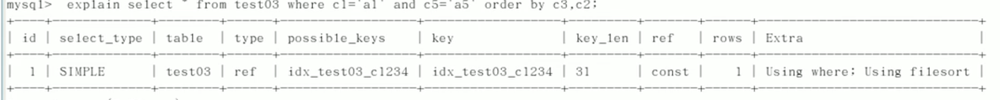 mysql> explain select * from test03 where c1='a1' and c5='a5' order by c3,c2;
| id | select_type | table | type | possible_keys | key | key_len | ref | rows | Extra |
| 1 | SIMPLE | test03 | ref | idx_test03_c1234 | idx_test03_c1234 | 31 | const | 1 | Using where; Using filesort |